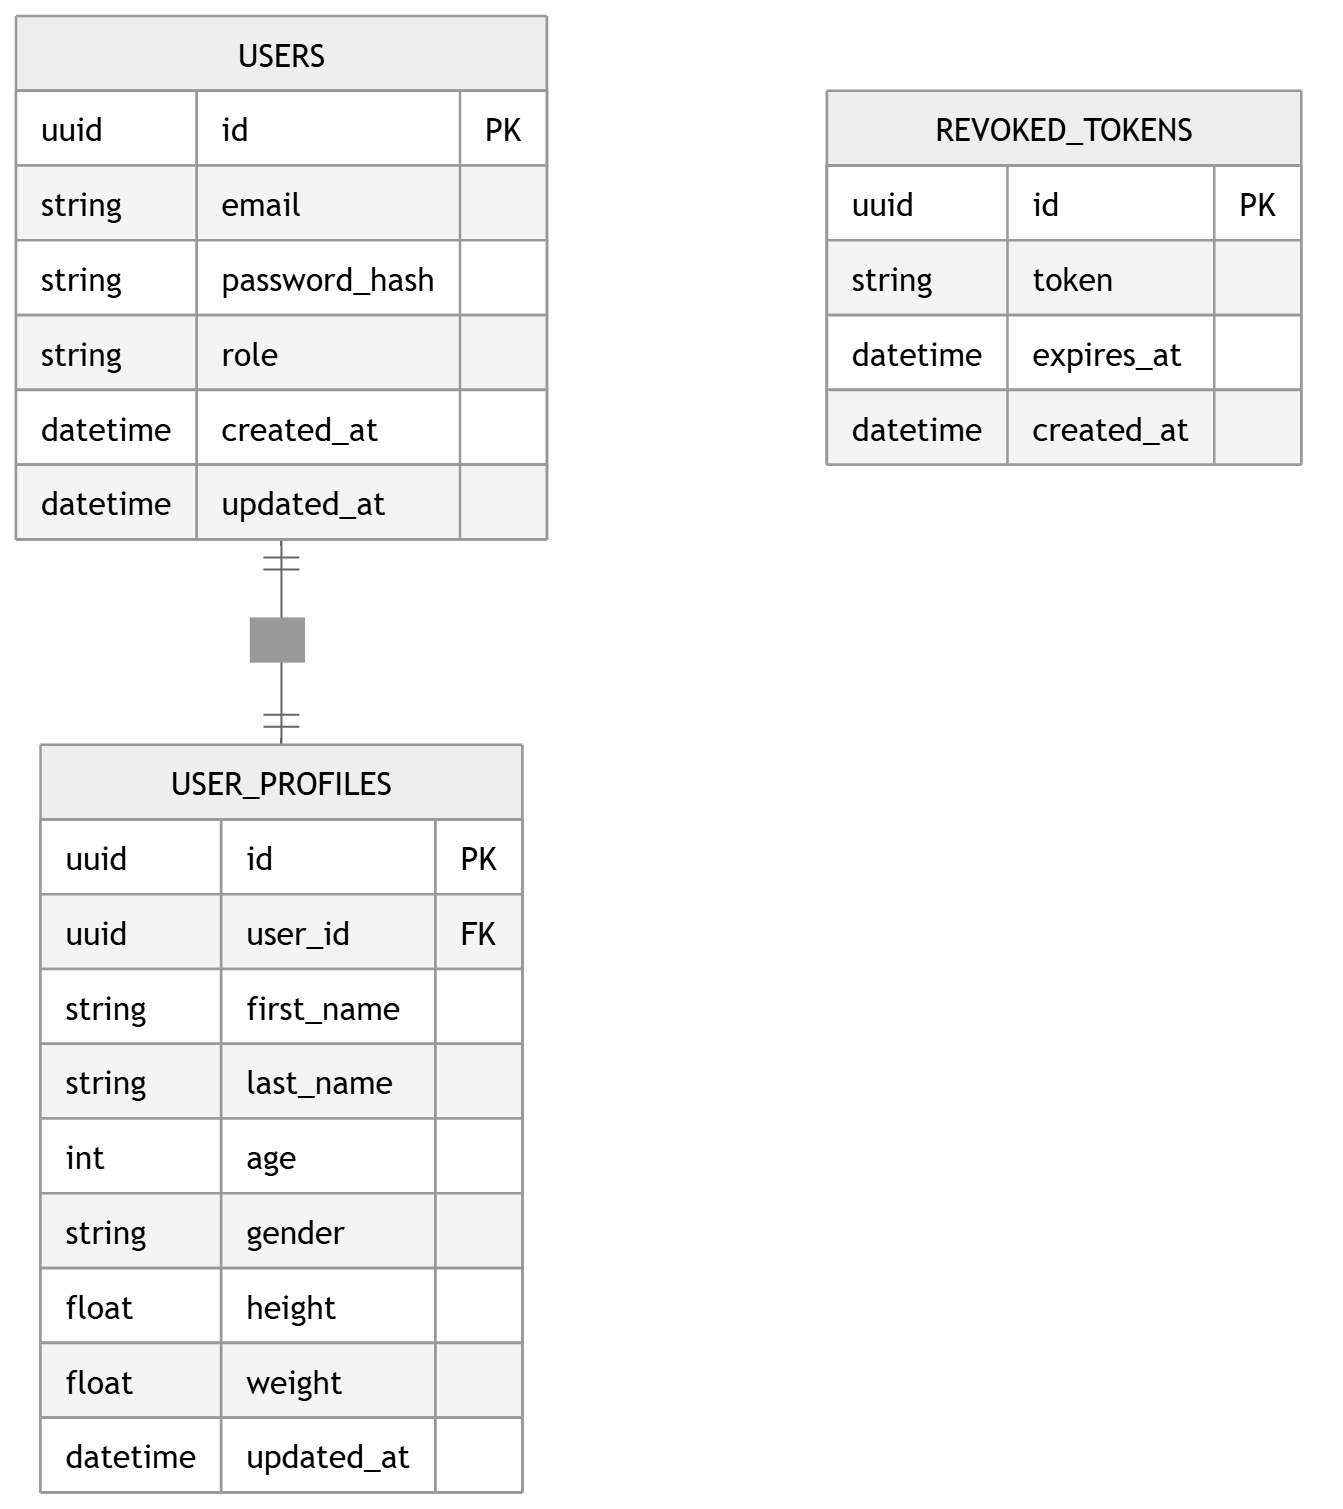 USERS
uuid id PK
string email
string password_hash
string role
datetime created_at
datetime updated_at
REVOKED_TOKENS
uuid id PK
string token
datetime expires_at
datetime created_at
USER_PROFILES
uuid id PK
uuid user_id FK
string first_name
string last_name
int age
string gender
float height
float weight
datetime updated_at